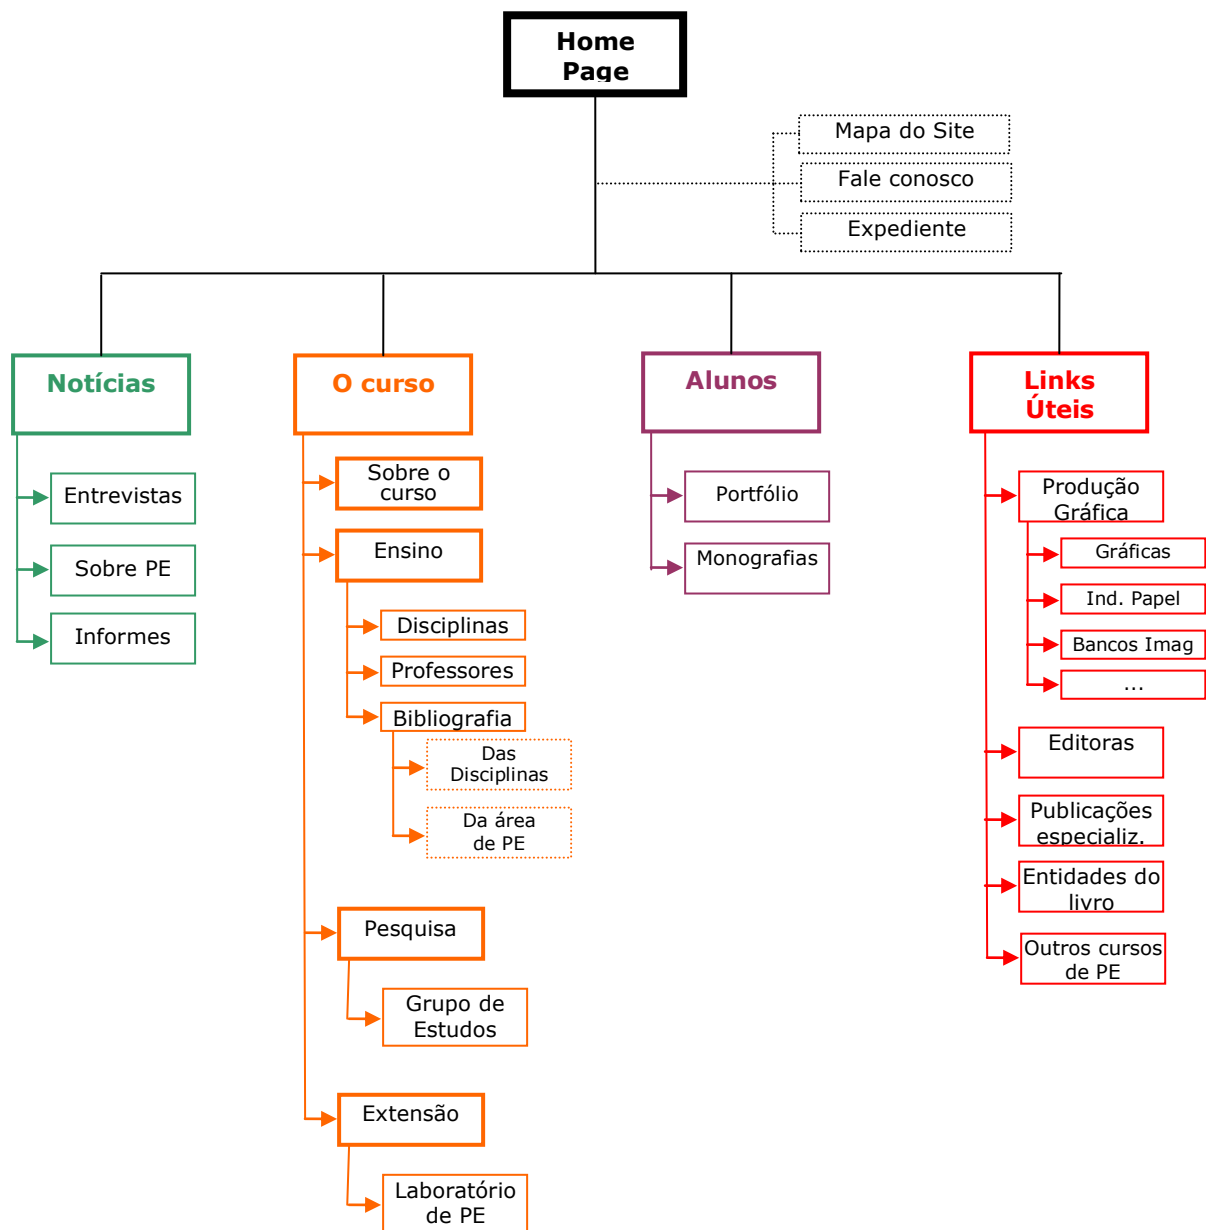 Home
Page
Mapa do Site
Fale conosco
Expediente
Notícias
Entrevistas
Sobre PE
Informes
O curso
Sobre o
curso
Ensino
Disciplinas
Professores
Bibliografia
Das
Disciplinas
Da área
de PE
Pesquisa
Grupo de
Estudos
Extensão
Laboratório
de PE
Alunos
Portfólio
Monografias
Links
Úteis
Produção
Gráfica
Gráficas
Ind. Papel
Bancos Imag
...
Editoras
Publicações
especializ.
Entidades do
livro
Outros cursos
de PE